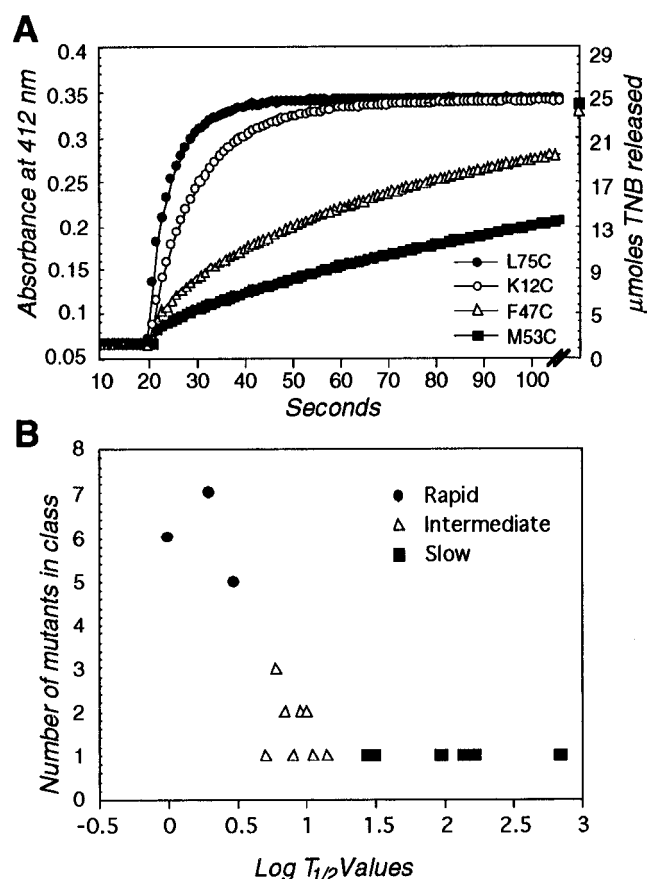 A
Absorbance at 412 nm
0.4
0.35
0.3
0.25
0.2
0.15
0.1
0.05
29
25
21
17
13
9
5
0
µmoles TNB released
L75C
K12C
F47C
M53C
10 20 30 40 50 60 70 80 90 100
Seconds
B
Number of mutants in class
8
7
6
5
4
3
2
1
0
Rapid
Intermediate
Slow
-0.5 0 0.5 1 1.5 2 2.5 3
Log T1/2 Values